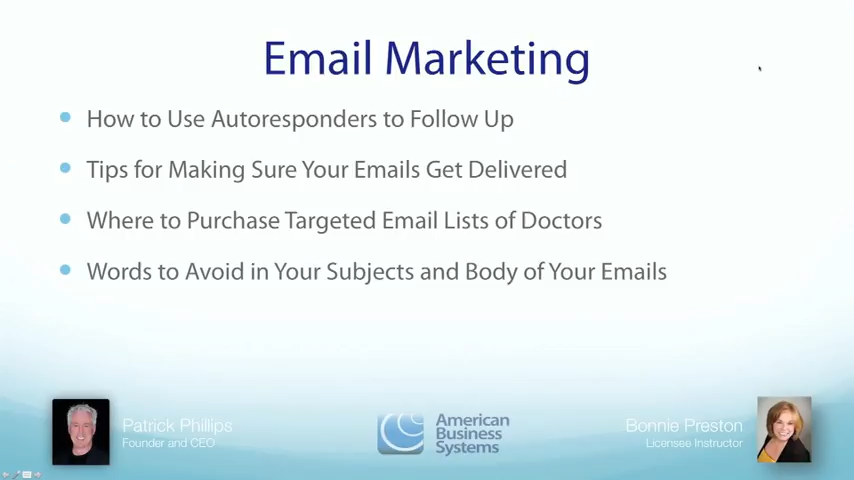 Email Marketing
How to Use Autoresponders to Follow Up
Tips for Making Sure Your Emails Get Delivered
Where to Purchase Targeted Email Lists of Doctors
Words to Avoid in Your Subjects and Body of Your Emails
Patrick Phillips
Founder and CEO
American
Business
Systems
Bonnie Preston
Licensee Instructor